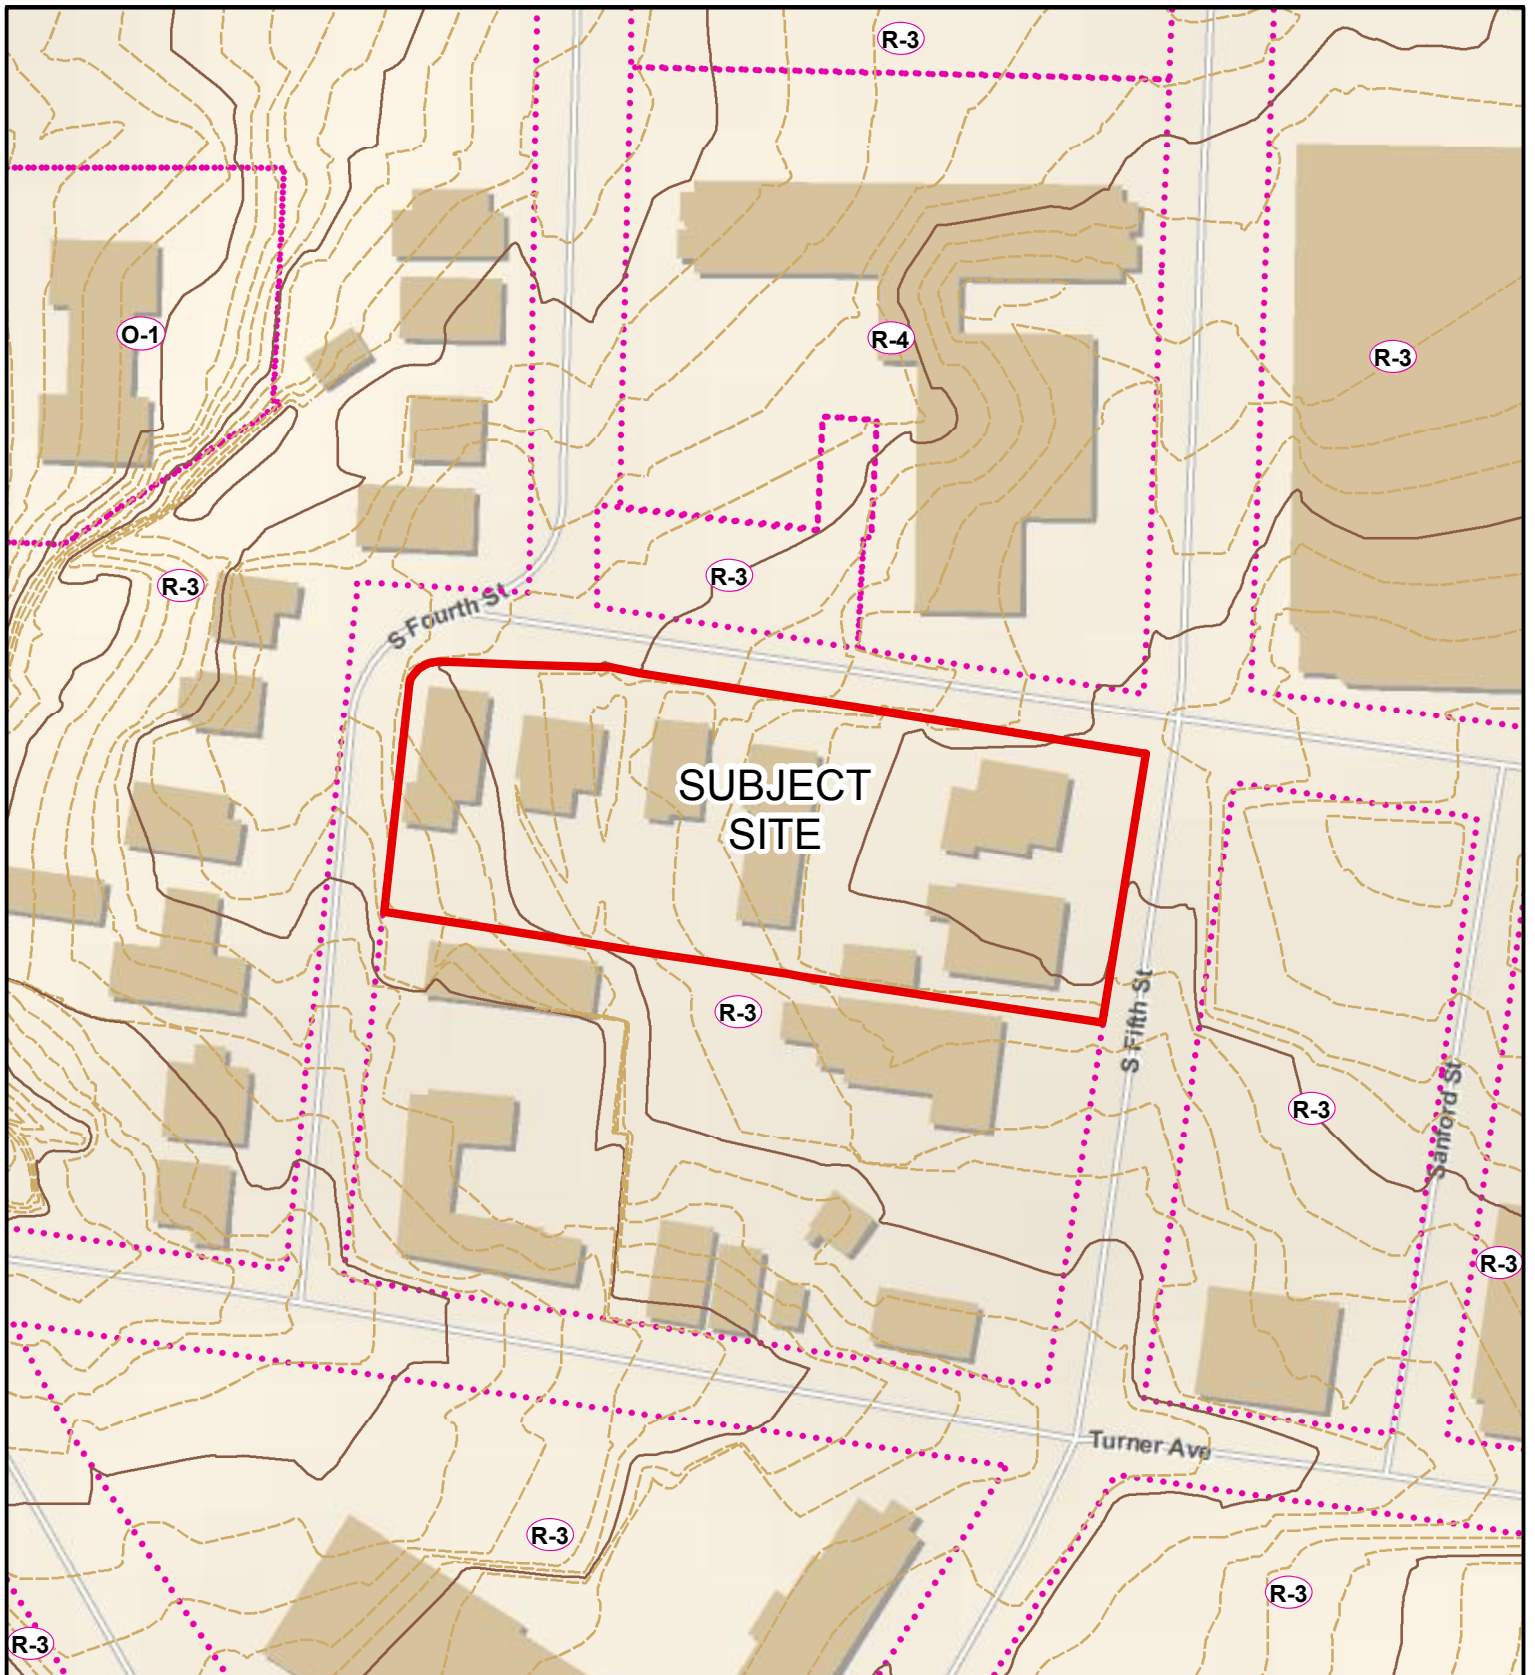 R-3
O-1
R-4
R-3
R-3
R-3
S Fourth St
SUBJECT
SITE
R-3
S Fifth St
R-3
Sanford St
R-3
Turner Ave
R-3
R-3
R-3